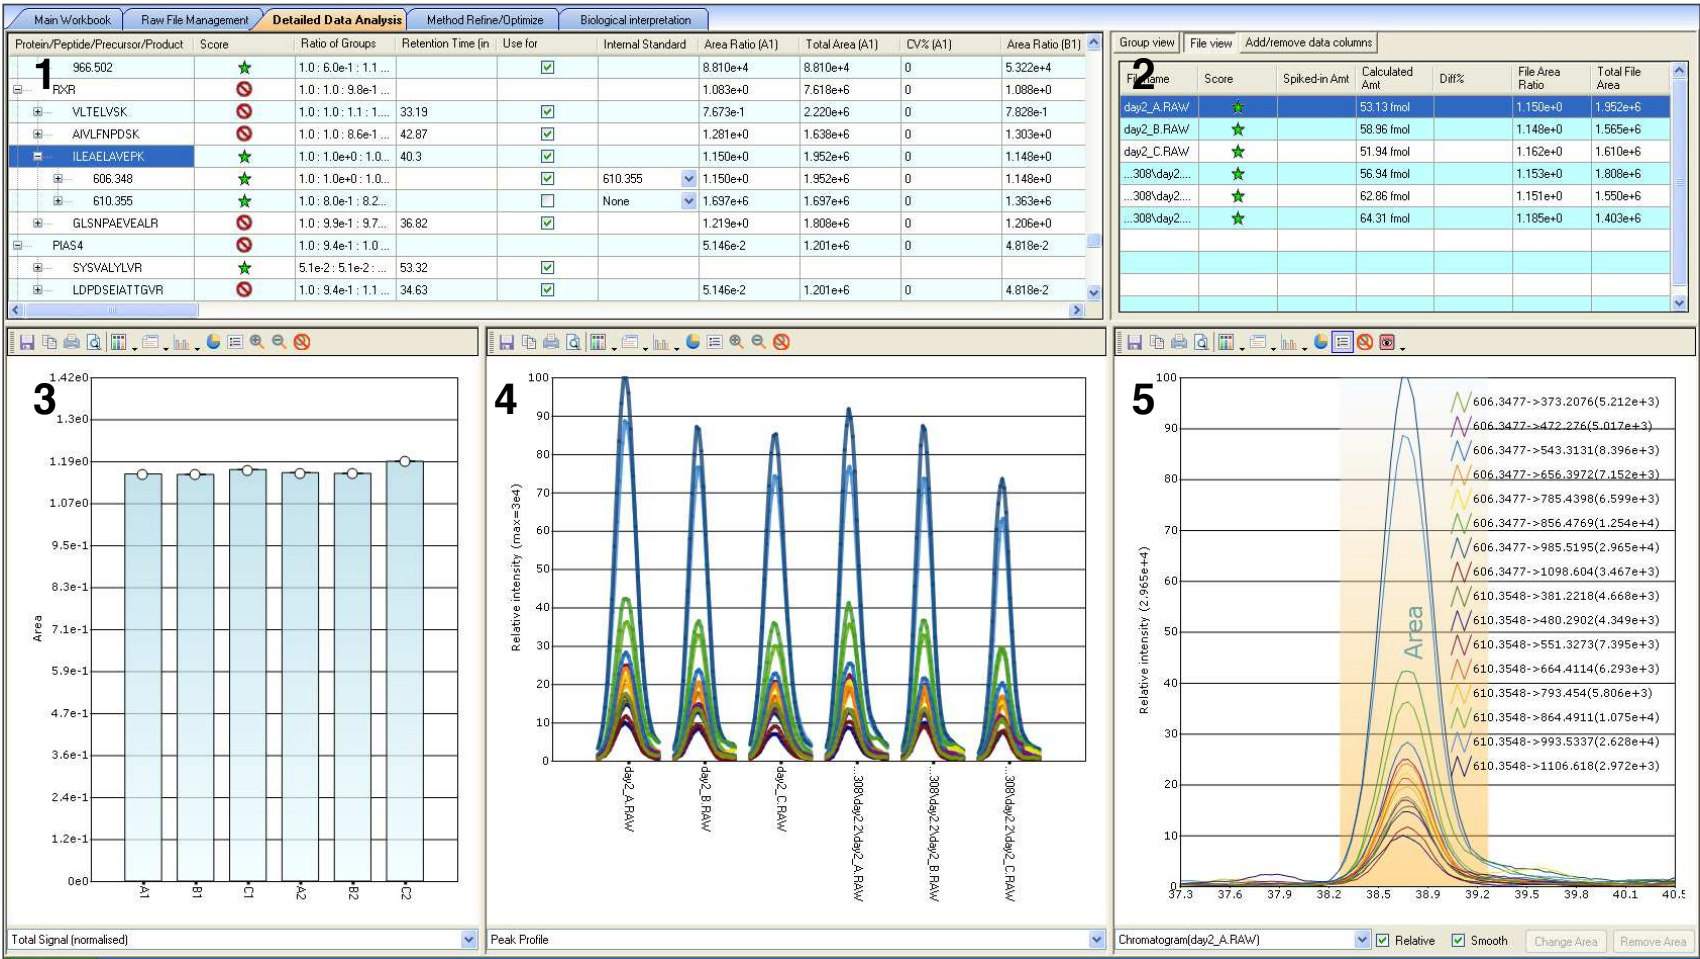 Main Workbook Raw File Management Detailed Data Analysis Method Refine/Optimize Biological interpretation
Protein/Peptide/Precursor/Product Score Ratio of Groups Retention Time (in Use for Internal Standard Area Ratio (A1) Total Area (A1) CV% (A1) Area Ratio (B1)
1
966.502 1.0 : 6.0e-1 : 1.1 ... 8.810e+4 8.810e+4 0 5.322e+4
RXR 1.0 : 1.0 : 9.8e-1 ... 1.083e+0 7.618e+6 0 1.088e+0
VLTELVSK 1.0 : 1.0 : 1.1 : 1.... 33.19 7.673e-1 2.220e+6 0 7.828e-1
AIVLFNPDSK 1.0 : 1.0 : 8.6e-1 ... 42.87 1.281e+0 1.638e+6 0 1.303e+0
ILEAELAVEPK 1.0 : 1.0e+0 : 1.0... 40.3 1.150e+0 1.952e+6 0 1.148e+0
606.348 1.0 : 1.0e+0 : 1.0... 610.355 1.150e+0 1.952e+6 0 1.148e+0
610.355 1.0 : 8.0e-1 : 8.2... None 1.697e+6 1.697e+6 0 1.363e+6
GLSNPAEVEALR 1.0 : 9.9e-1 : 9.7... 36.82 1.219e+0 1.808e+6 0 1.206e+0
PIAS4 1.0 : 9.4e-1 : 1.0 ... 5.146e-2 1.201e+6 0 4.818e-2
SYSVALYLVR 5.1e-2 : 5.1e-2 : ... 53.32
LDPDSEIATTGVR 1.0 : 9.4e-1 : 1.1 ... 34.63 5.146e-2 1.201e+6 0 4.818e-2
Group view File view Add/remove data columns
2
Score Spiked-in Amt Calculated Amt Diff% File Area Ratio Total File Area
day2_A.RAW 53.13 fmol 1.150e+0 1.952e+6
day2_B.RAW 58.96 fmol 1.148e+0 1.565e+6
day2_C.RAW 51.94 fmol 1.162e+0 1.610e+6
...308\day2.... 56.94 fmol 1.153e+0 1.808e+6
...308\day2.... 62.86 fmol 1.151e+0 1.550e+6
...308\day2.... 64.31 fmol 1.185e+0 1.403e+6
3
1.42e0
1.3e0
1.19e0
1.07e0
9.5e-1
8.3e-1
7.1e-1
5.9e-1
4.7e-1
3.6e-1
2.4e-1
1.2e-1
0e0
Area
A1 B1 C1 A2 B2 C2
Total Signal (normalised)
4
100
90
80
70
60
50
40
30
20
10
0
Relative intensity (max=3e4)
day2_A.RAW
day2_B.RAW
day2_C.RAW
...308\day2.2\day2_A.RAW
...308\day2.2\day2_B.RAW
...308\day2.2\day2_C.RAW
Peak Profile
5
100
90
80
70
60
50
40
30
20
10
0
Relative intensity (2.965e+4)
Area
606.3477->373.2076(5.212e+3)
606.3477->472.276(5.017e+3)
606.3477->543.3131(8.396e+3)
606.3477->656.3972(7.152e+3)
606.3477->785.4398(6.599e+3)
606.3477->856.4769(1.254e+4)
606.3477->985.5195(2.965e+4)
606.3477->1098.604(3.467e+3)
610.3548->381.2218(4.668e+3)
610.3548->480.2902(4.349e+3)
610.3548->551.3273(7.395e+3)
610.3548->664.4114(6.293e+3)
610.3548->793.454(5.806e+3)
610.3548->864.4911(1.075e+4)
610.3548->993.5337(2.628e+4)
610.3548->1106.618(2.972e+3)
37.3 37.6 37.9 38.2 38.5 38.9 39.2 39.5 39.8 40.1 40.5
Chromatogram(day2_A.RAW) Relative Smooth Change Area Remove Area